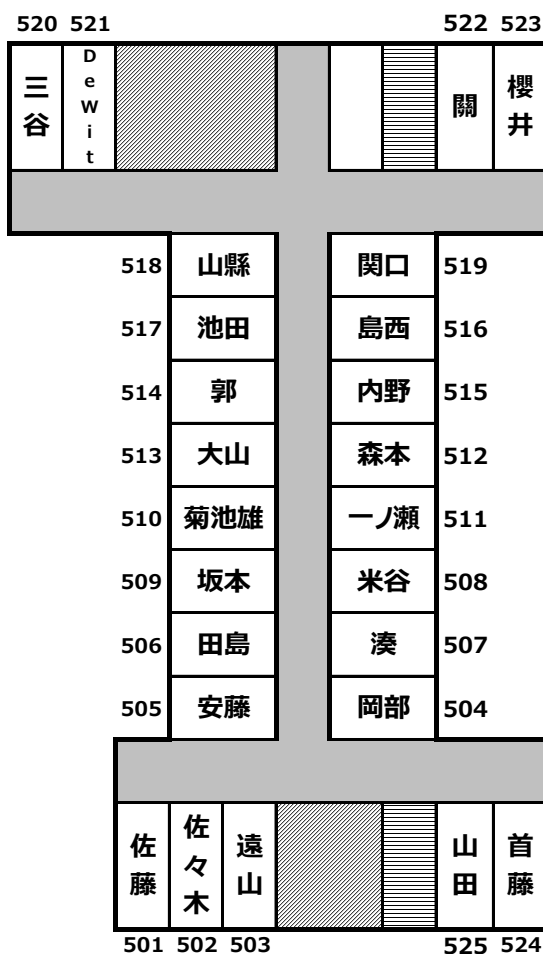 520 521
522 523
三谷
DeWit
關
櫻井
518 山縣
関口 519
517 池田
島西 516
514 郭
内野 515
513 大山
森本 512
510 菊池雄
一ノ瀬 511
509 坂本
米谷 508
506 田島
湊 507
505 安藤
岡部 504
佐藤
佐々木
遠山
山田
首藤
501 502 503
525 524